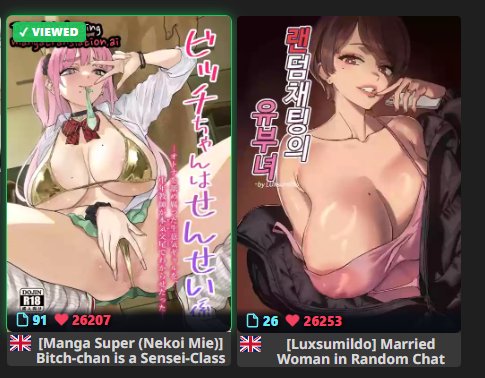 ✓ VIEWED
mangatranslation.ai
ビッチちゃんはせんせい
DOJIN
R18
91 26207
[Manga Super (Nekoi Mie)]
Bitch-chan is a Sensei-Class
랜덤채팅의
유부녀
26 26253
[Luxsumildo] Married
Woman in Random Chat